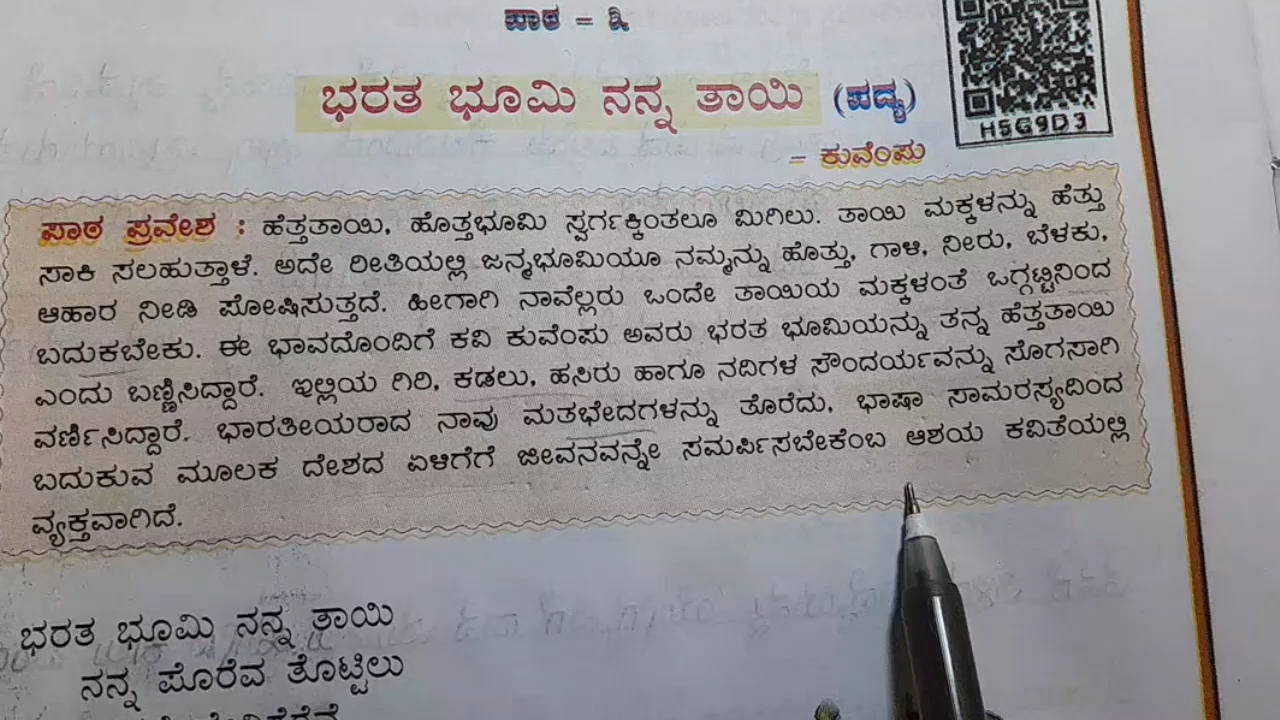 ಪಾಠ – ೩
ಭರತ ಭೂಮಿ ನನ್ನ ತಾಯಿ (ಪದ್ಯ)
H5G9D3
– ಕುವೆಂಪು
ಪಾಠ ಪ್ರವೇಶ : ಹೆತ್ತತಾಯಿ, ಹೊತ್ತಭೂಮಿ ಸ್ವರ್ಗಕ್ಕಿಂತಲೂ ಮಿಗಿಲು. ತಾಯಿ ಮಕ್ಕಳನ್ನು ಹೆತ್ತು
ಸಾಕಿ ಸಲಹುತ್ತಾಳೆ. ಅದೇ ರೀತಿಯಲ್ಲಿ ಜನ್ಮಭೂಮಿಯೂ ನಮ್ಮನ್ನು ಹೊತ್ತು, ಗಾಳಿ, ನೀರು, ಬೆಳಕು,
ಆಹಾರ ನೀಡಿ ಪೋಷಿಸುತ್ತದೆ. ಹೀಗಾಗಿ ನಾವೆಲ್ಲರು ಒಂದೇ ತಾಯಿಯ ಮಕ್ಕಳಂತೆ ಒಗ್ಗಟ್ಟಿನಿಂದ
ಬದುಕಬೇಕು. ಈ ಭಾವದೊಂದಿಗೆ ಕವಿ ಕುವೆಂಪು ಅವರು ಭರತ ಭೂಮಿಯನ್ನು ತನ್ನ ಹೆತ್ತತಾಯಿ
ಎಂದು ಬಣ್ಣಿಸಿದ್ದಾರೆ. ಇಲ್ಲಿಯ ಗಿರಿ, ಕಡಲು, ಹಸಿರು ಹಾಗೂ ನದಿಗಳ ಸೌಂದರ್ಯವನ್ನು ಸೊಗಸಾಗಿ
ವರ್ಣಿಸಿದ್ದಾರೆ. ಭಾರತೀಯರಾದ ನಾವು ಮತಭೇದಗಳನ್ನು ತೊರೆದು, ಭಾಷಾ ಸಾಮರಸ್ಯದಿಂದ
ಬದುಕುವ ಮೂಲಕ ದೇಶದ ಏಳಿಗೆಗೆ ಜೀವನವನ್ನೇ ಸಮರ್ಪಿಸಬೇಕೆಂಬ ಆಶಯ ಕವಿತೆಯಲ್ಲಿ
ವ್ಯಕ್ತವಾಗಿದೆ.
ಭರತ ಭೂಮಿ ನನ್ನ ತಾಯಿ
ನನ್ನ ಪೊರೆವ ತೊಟ್ಟಿಲು